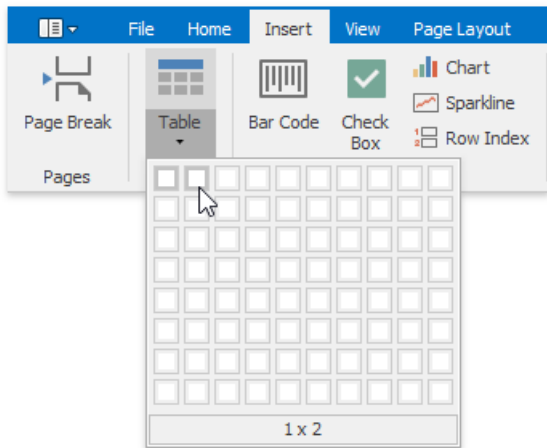 File Home Insert View Page Layout
Page Break
Table
Bar Code
Check
Box
Chart
Sparkline
Row Index
Pages
1 x 2